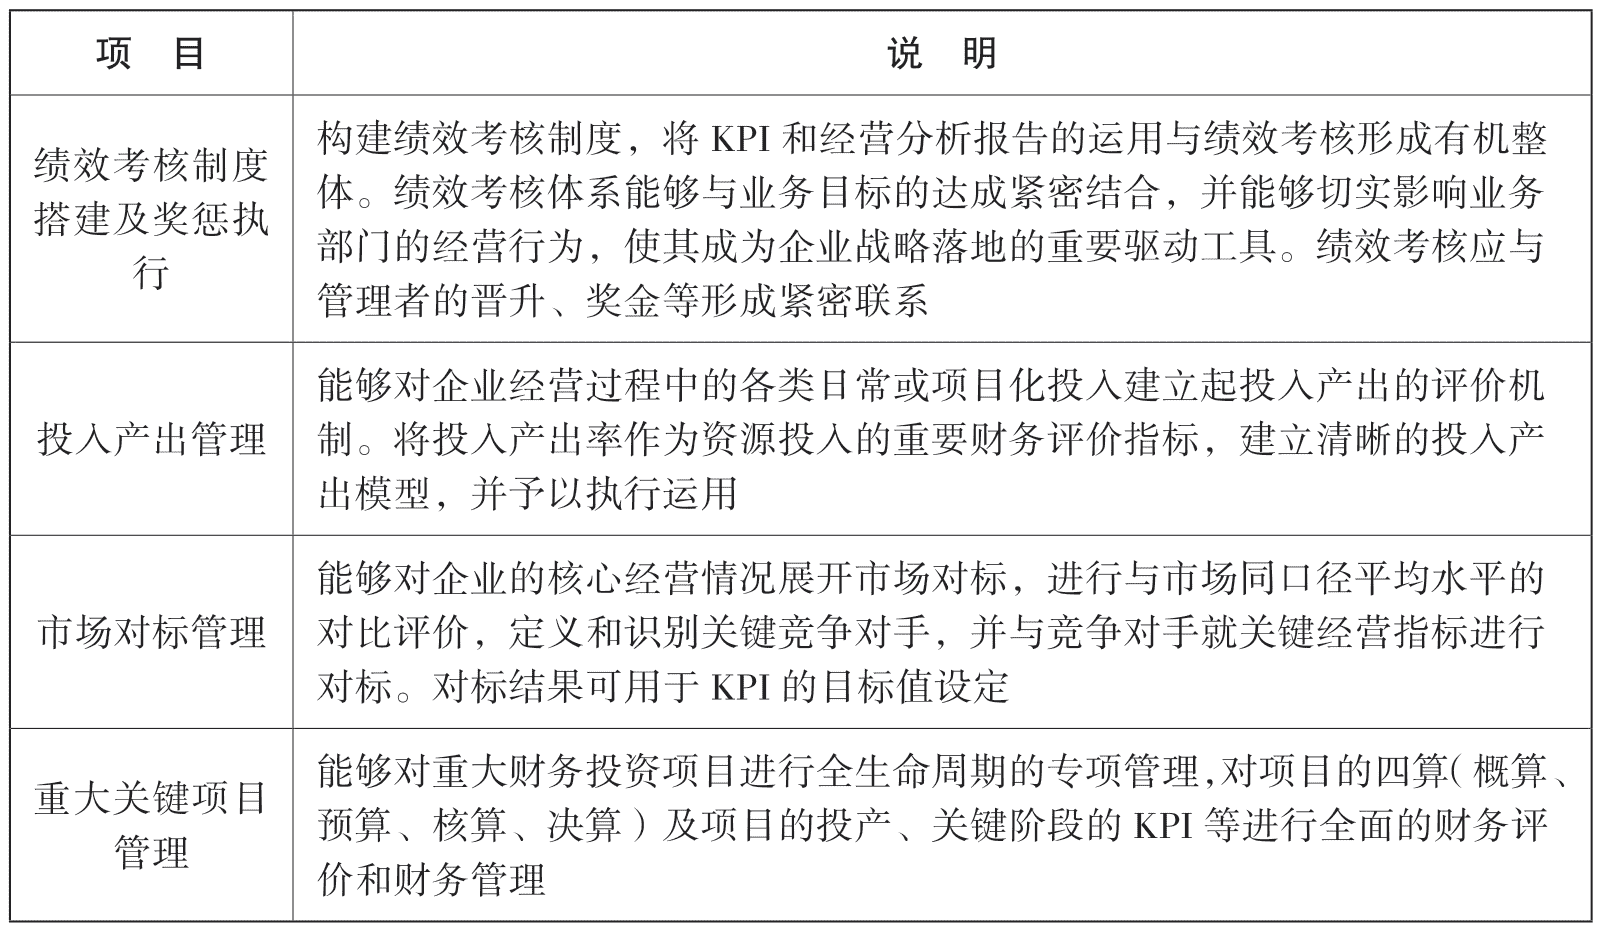 项　目
说　明
绩效考核制度
搭建及奖惩执
行
构建绩效考核制度，将 KPI 和经营分析报告的运用与绩效考核形成有机整
体。绩效考核体系能够与业务目标的达成紧密结合，并能够切实影响业务
部门的经营行为，使其成为企业战略落地的重要驱动工具。绩效考核应与
管理者的晋升、奖金等形成紧密联系
投入产出管理
能够对企业经营过程中的各类日常或项目化投入建立起投入产出的评价机
制。将投入产出率作为资源投入的重要财务评价指标，建立清晰的投入产
出模型，并予以执行运用
市场对标管理
能够对企业的核心经营情况展开市场对标，进行与市场同口径平均水平的
对比评价，定义和识别关键竞争对手，并与竞争对手就关键经营指标进行
对标。对标结果可用于 KPI 的目标值设定
重大关键项目
管理
能够对重大财务投资项目进行全生命周期的专项管理,对项目的四算（概算、
预算、核算、决算）及项目的投产、关键阶段的 KPI 等进行全面的财务评
价和财务管理